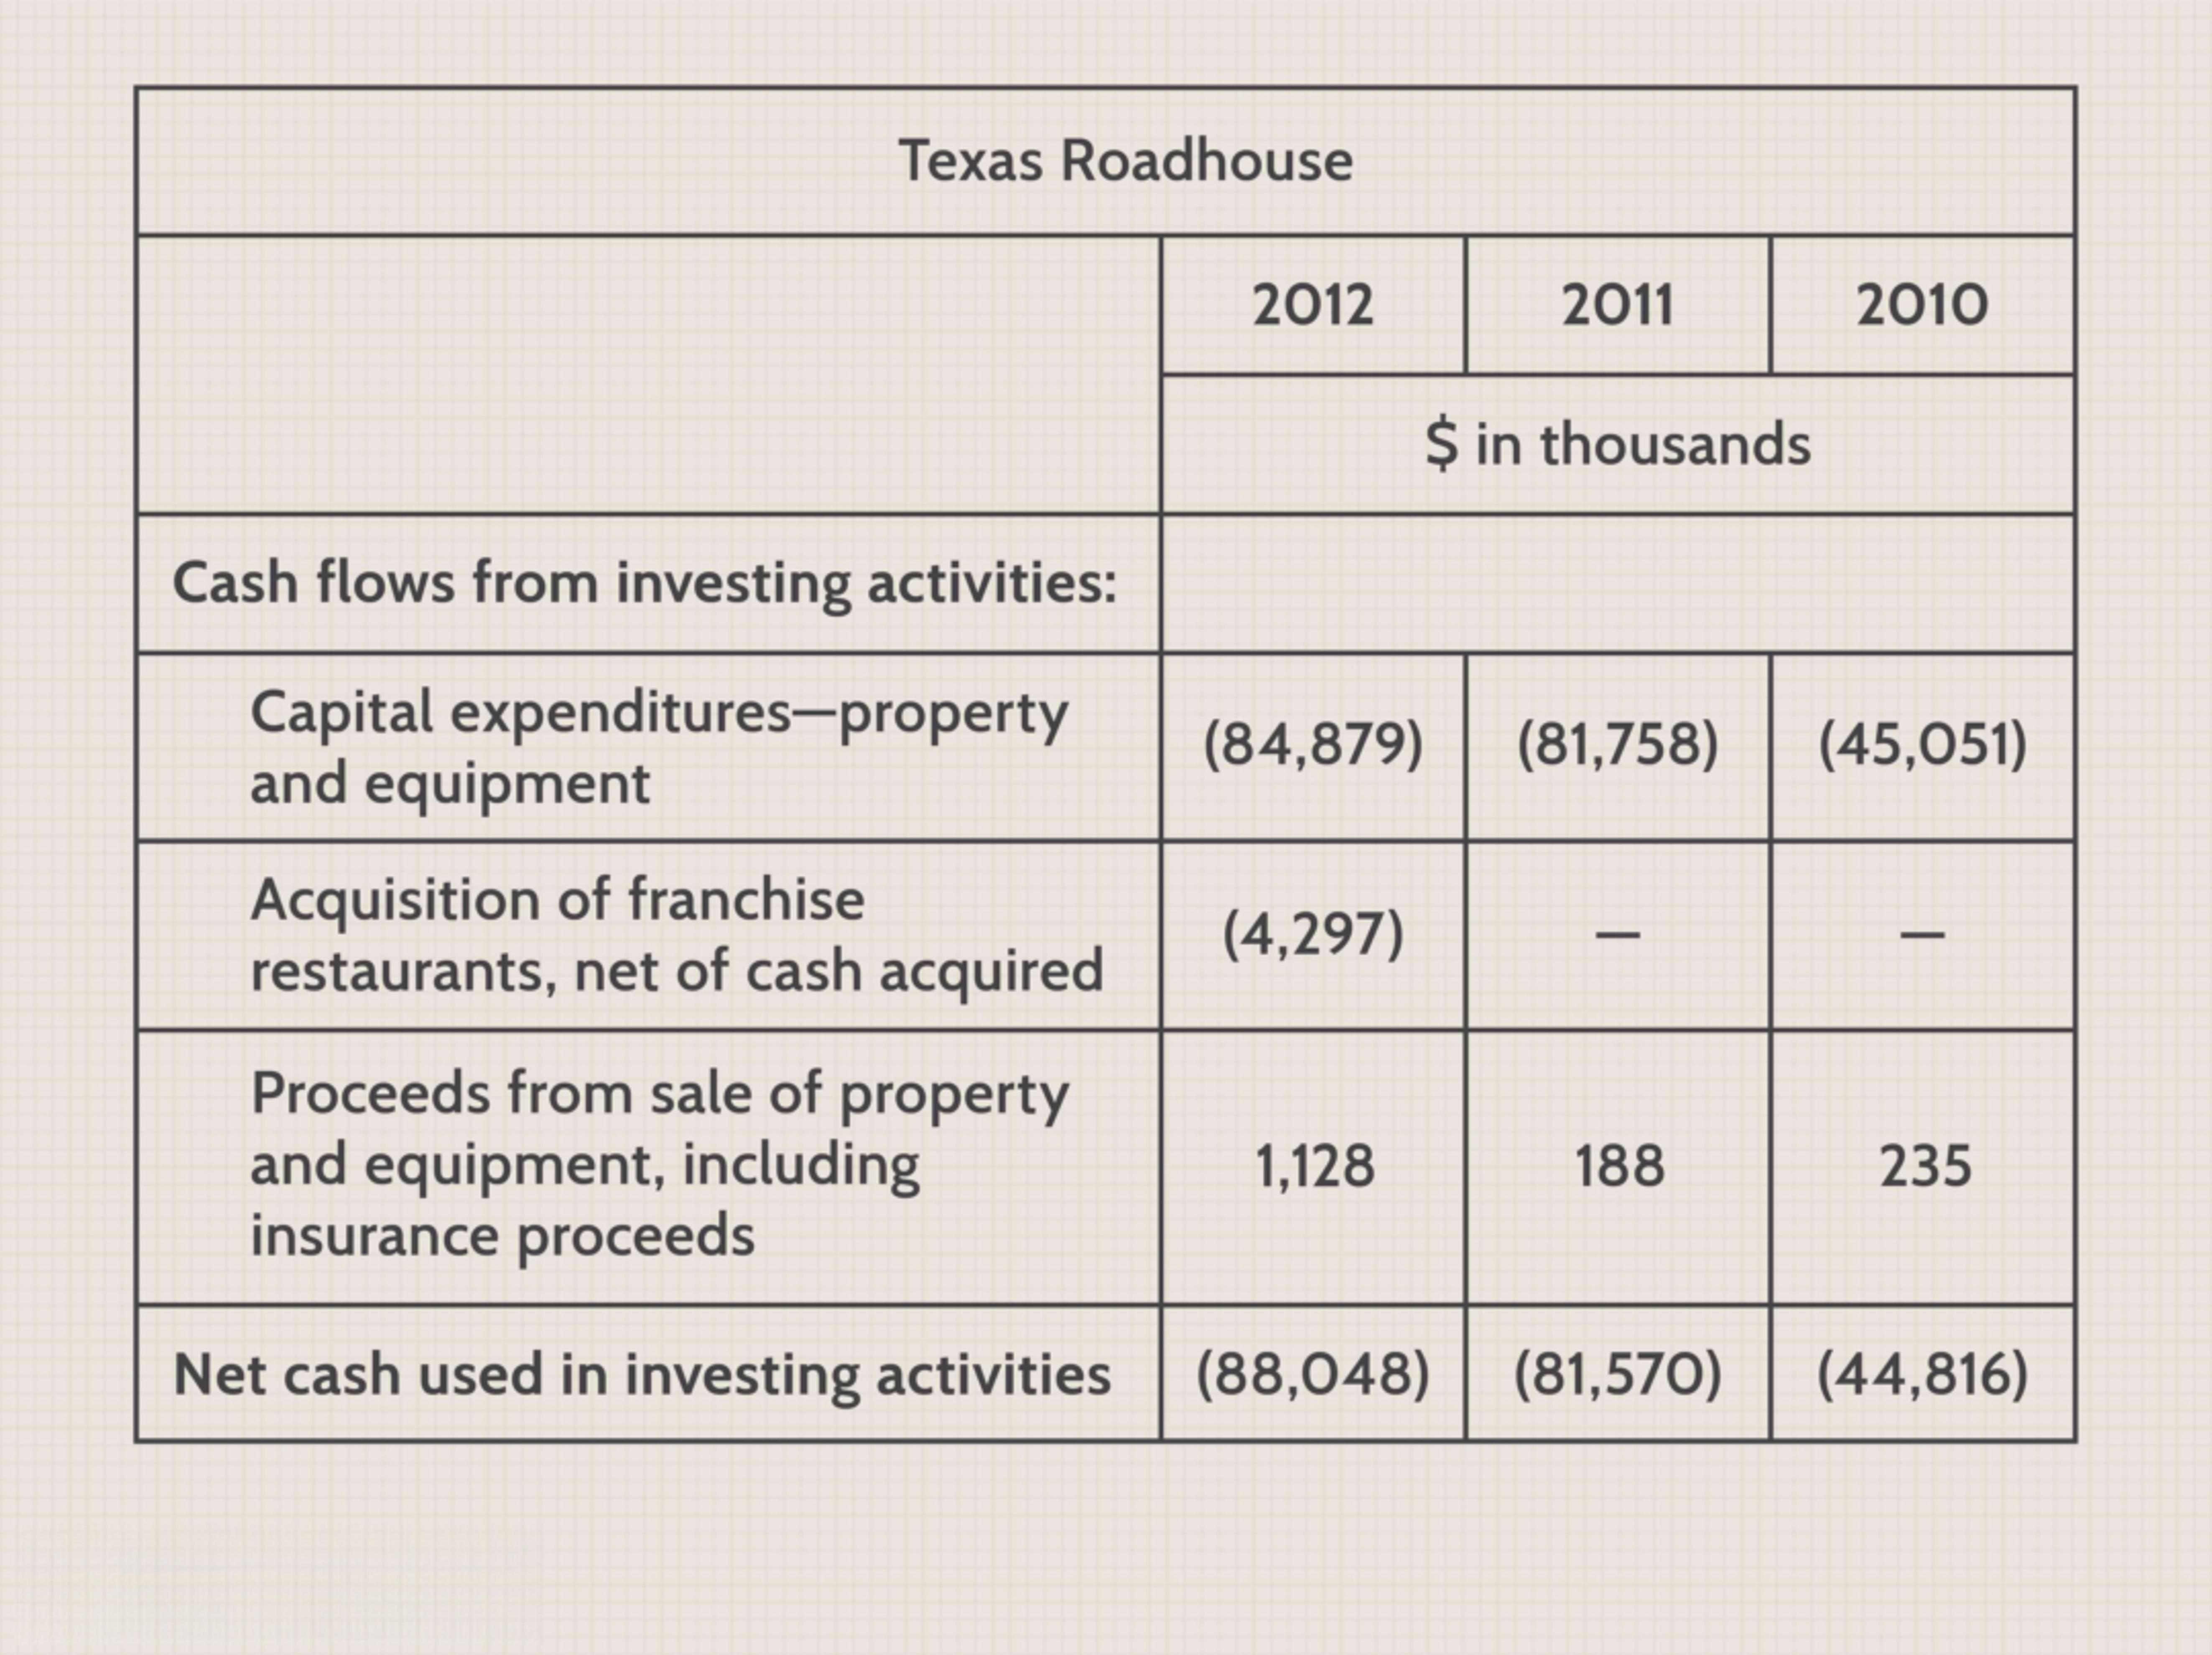 Texas Roadhouse
2012 2011 2010
$ in thousands
Cash flows from investing activities:
Capital expenditures—property
and equipment
(84,879) (81,758) (45,051)
Acquisition of franchise
restaurants, net of cash acquired
(4,297) — —
Proceeds from sale of property
and equipment, including
insurance proceeds
1,128 188 235
Net cash used in investing activities (88,048) (81,570) (44,816)